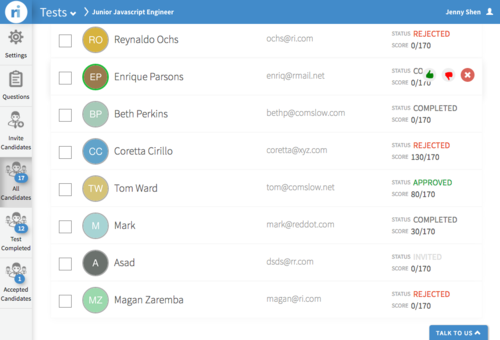 ri Tests Junior Javascript Engineer Jenny Shen
Settings
Questions
Invite
Candidates
17
All
Candidates
12
Test
Completed
1
Accepted
Candidates
RO Reynaldo Ochs ochs@ri.com STATUS REJECTED
SCORE 0/170
EP Enrique Parsons enriq@rmail.net STATUS CO
SCORE 0/170
BP Beth Perkins bethp@comslow.com STATUS COMPLETED
SCORE 0/170
CC Coretta Cirillo coretta@xyz.com STATUS REJECTED
SCORE 130/170
TW Tom Ward tom@comslow.net STATUS APPROVED
SCORE 80/170
M Mark mark@reddot.com STATUS COMPLETED
SCORE 30/170
A Asad dsds@rr.com STATUS INVITED
SCORE 0/170
MZ Magan Zaremba magan@ri.com STATUS REJECTED
SCORE 0/170
TALK TO US